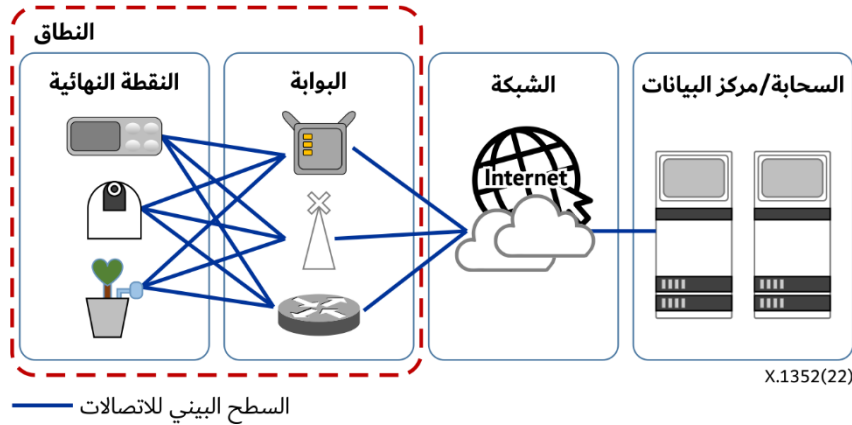 النطاق
النقطة النهائية
البوابة
الشبكة
السحابة/مركز البيانات
Internet
X.1352(22)
السطح البيني للاتصالات